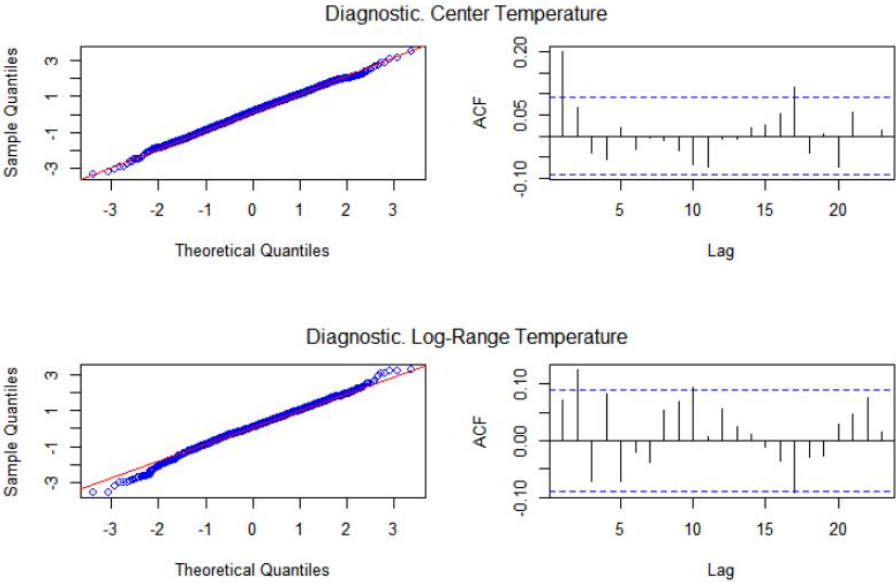 Diagnostic. Center Temperature
Sample Quantiles
3
1
-1
-3
-3 -2 -1 0 1 2 3
Theoretical Quantiles
ACF
0.20
0.05
-0.10
5 10 15 20
Lag
Diagnostic. Log-Range Temperature
Sample Quantiles
3
1
-1
-3
-3 -2 -1 0 1 2 3
Theoretical Quantiles
ACF
0.10
0.00
-0.10
5 10 15 20
Lag